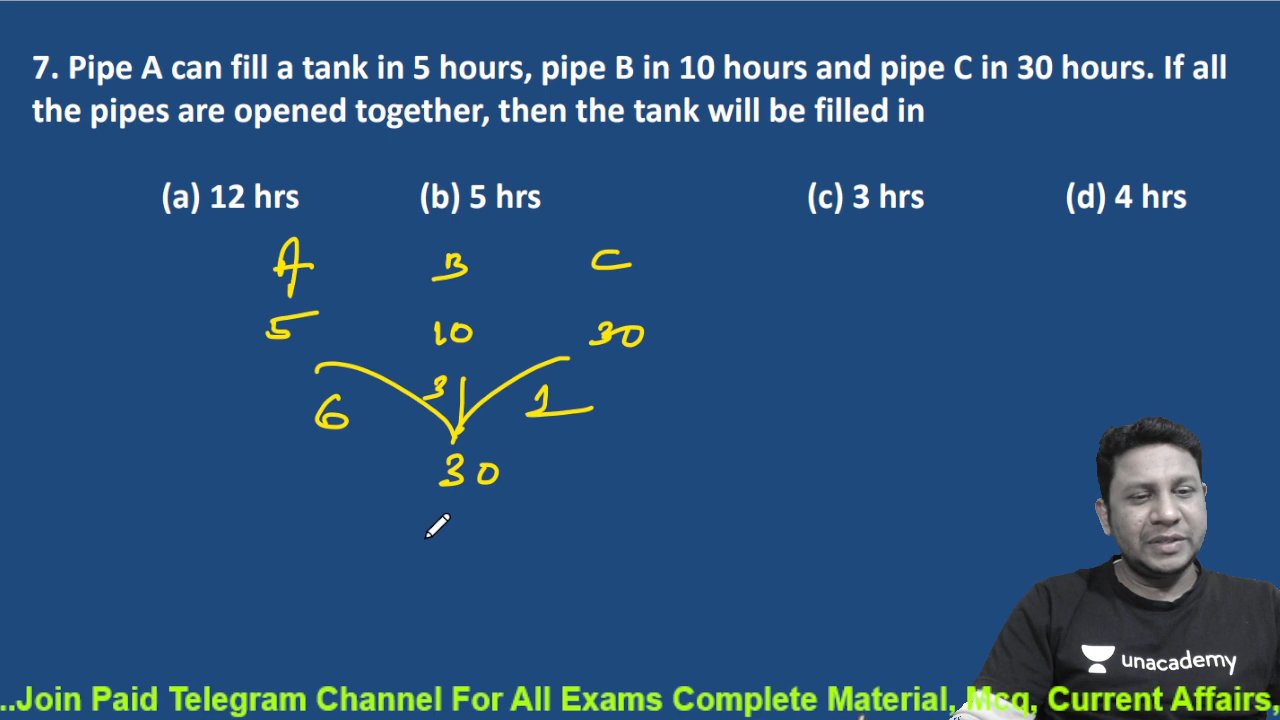 7. Pipe A can fill a tank in 5 hours, pipe B in 10 hours and pipe C in 30 hours. If all
the pipes are opened together, then the tank will be filled in
(a) 12 hrs (b) 5 hrs (c) 3 hrs (d) 4 hrs
A B C
5 10 30
6 3 1
30
unacademy
..Join Paid Telegram Channel For All Exams Complete Material, Mcq, Current Affairs,